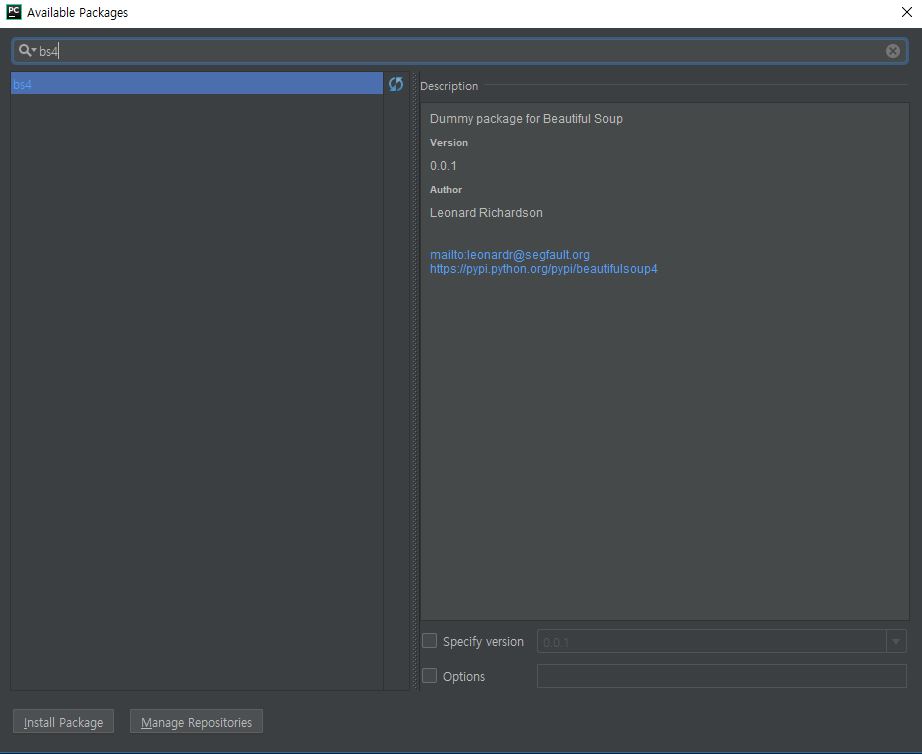 PC Available Packages
bs4
bs4
Description
Dummy package for Beautiful Soup
Version
0.0.1
Author
Leonard Richardson
mailto:leonardr@segfault.org
https://pypi.python.org/pypi/beautifulsoup4
Specify version 0.0.1
Options
Install Package Manage Repositories